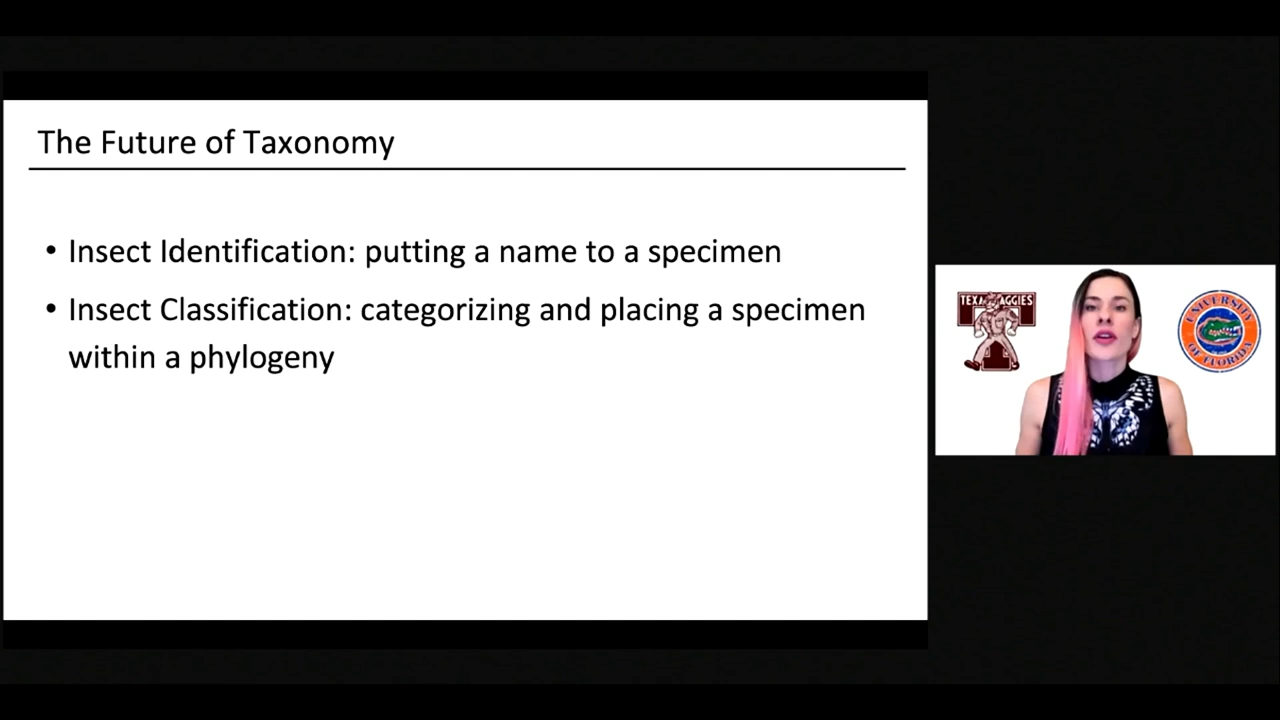 The Future of Taxonomy
• Insect Identification: putting a name to a specimen
• Insect Classification: categorizing and placing a specimen
within a phylogeny
TEXAS AGGIES
UNIVERSITY
OF FLORIDA